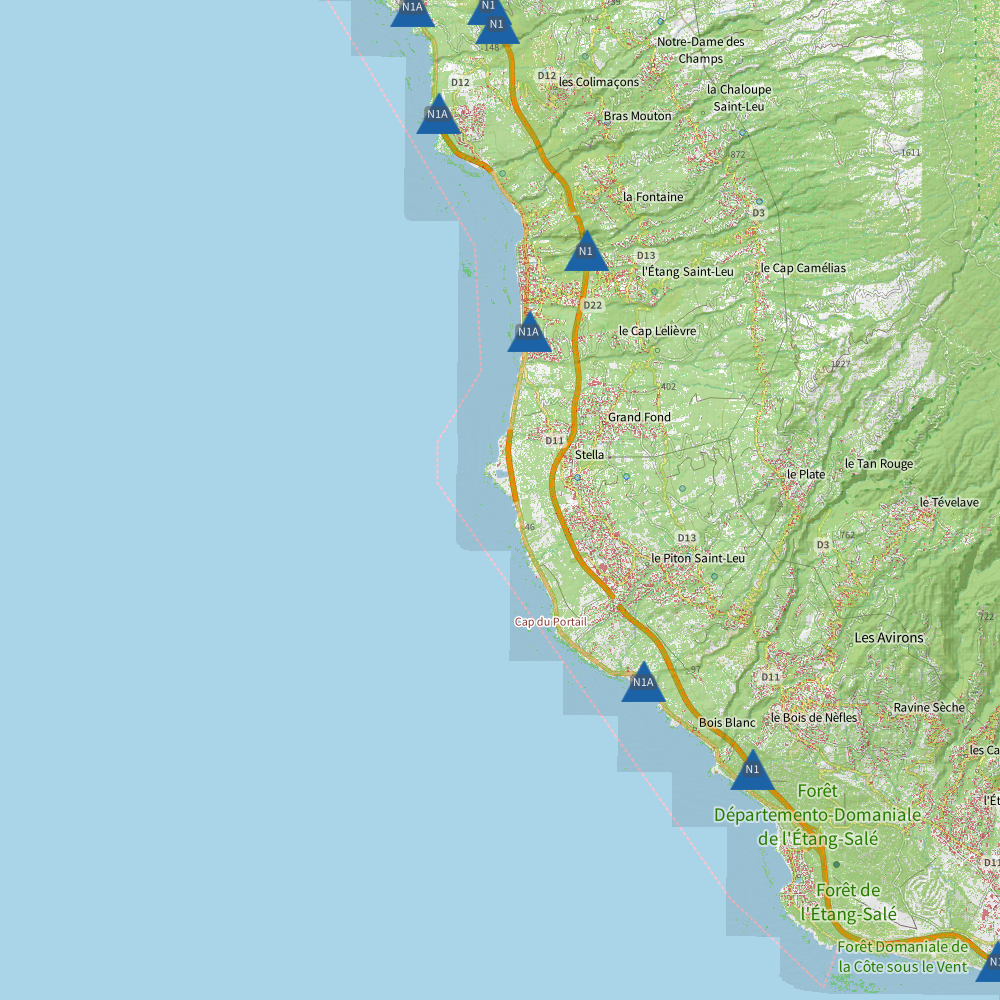 N1A
N1
N1
-148
39
Notre-Dame des
Champs
D12
D12
les Colimaçons
la Chaloupe
Saint-Leu
N1A
Bras Mouton
872
1611
la Fontaine
D3
N1
D13
l'Étang Saint-Leu
le Cap Camélias
D22
N1A
le Cap Lelièvre
1227
402
Grand Fond
D11
Stella
le Plate
le Tan Rouge
le Tévelave
46
D13
762
D3
le Piton Saint-Leu
722
Cap du Portail
Les Avirons
97
D11
N1A
Ravine Sèche
Bois Blanc
le Bois de Nèfles
les Ca
N1
Forêt
Départemento-Domaniale
de l'Étang-Salé
l'Ét
D11
Forêt de
l'Étang-Salé
Forêt Domaniale de
la Côte sous le Vent
N1